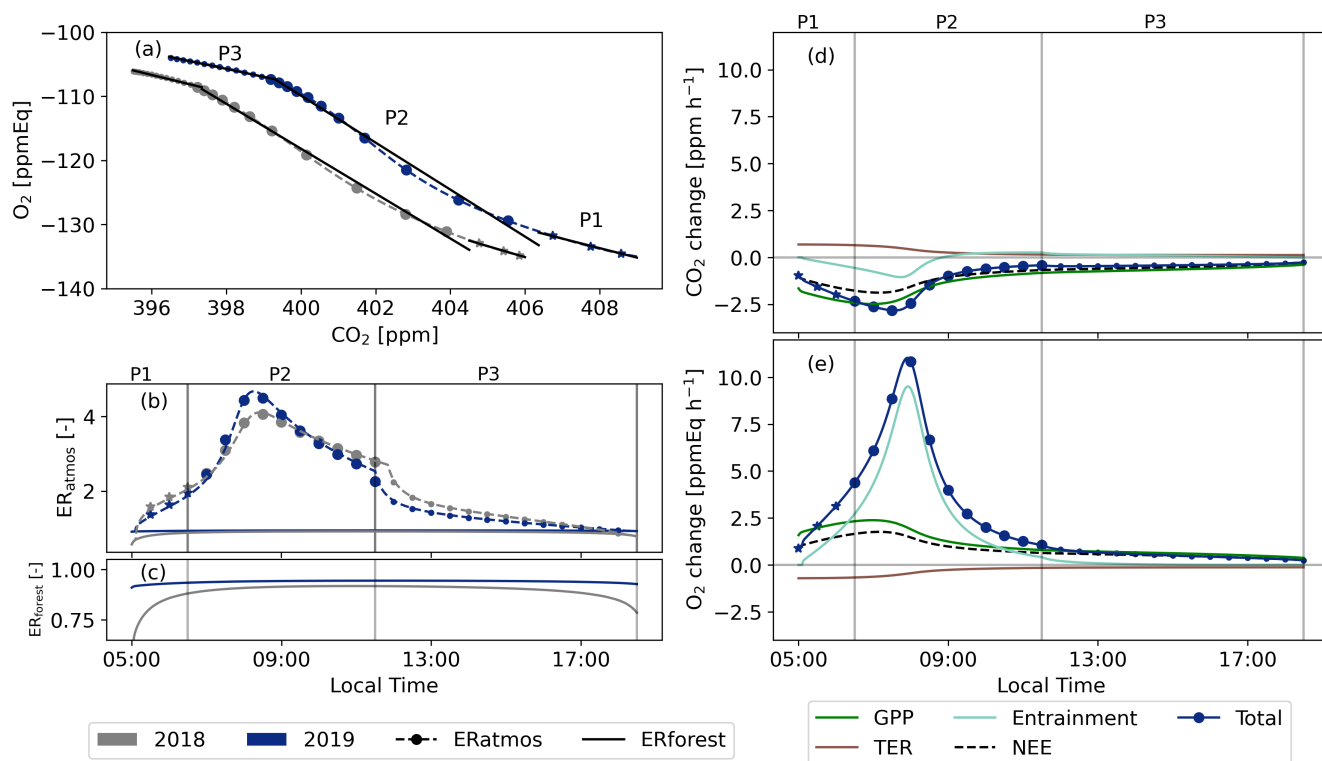 (a)
P3
P2
P1
−100
−110
−120
−130
−140
O₂ [ppmEq]
396
398
400
402
404
406
408
CO₂ [ppm]
P1
P2
P3
(b)
4
2
ERatmos [-]
(c)
1.00
0.75
ERforest [-]
05:00
09:00
13:00
17:00
Local Time
2018
2019
ERatmos
ERforest
P1
P2
P3
(d)
10.0
7.5
5.0
2.5
0.0
−2.5
CO₂ change [ppm h⁻¹]
(e)
10.0
7.5
5.0
2.5
0.0
−2.5
O₂ change [ppmEq h⁻¹]
05:00
09:00
13:00
17:00
Local Time
GPP
Entrainment
Total
TER
NEE